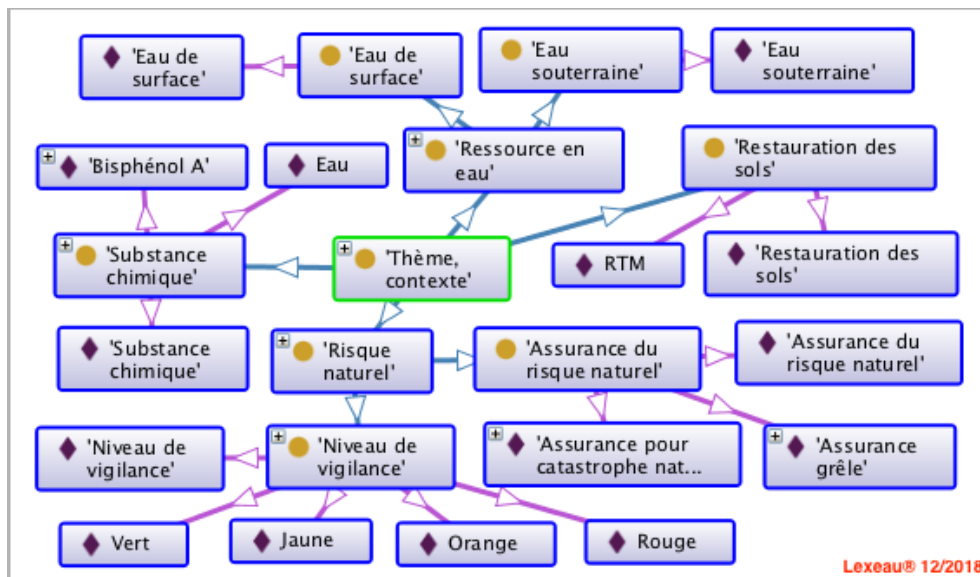 'Eau de
surface'
'Eau de
surface'
'Eau
souterraine'
'Eau
souterraine'
'Bisphénol A'
Eau
'Ressource en
eau'
'Restauration des
sols'
'Substance
chimique'
'Thème,
contexte'
RTM
'Restauration des
sols'
'Substance
chimique'
'Risque
naturel'
'Assurance du
risque naturel'
'Assurance du
risque naturel'
'Niveau de
vigilance'
'Niveau de
vigilance'
'Assurance pour
catastrophe nat...
'Assurance
grêle'
Vert
Jaune
Orange
Rouge
Lexeau® 12/2018